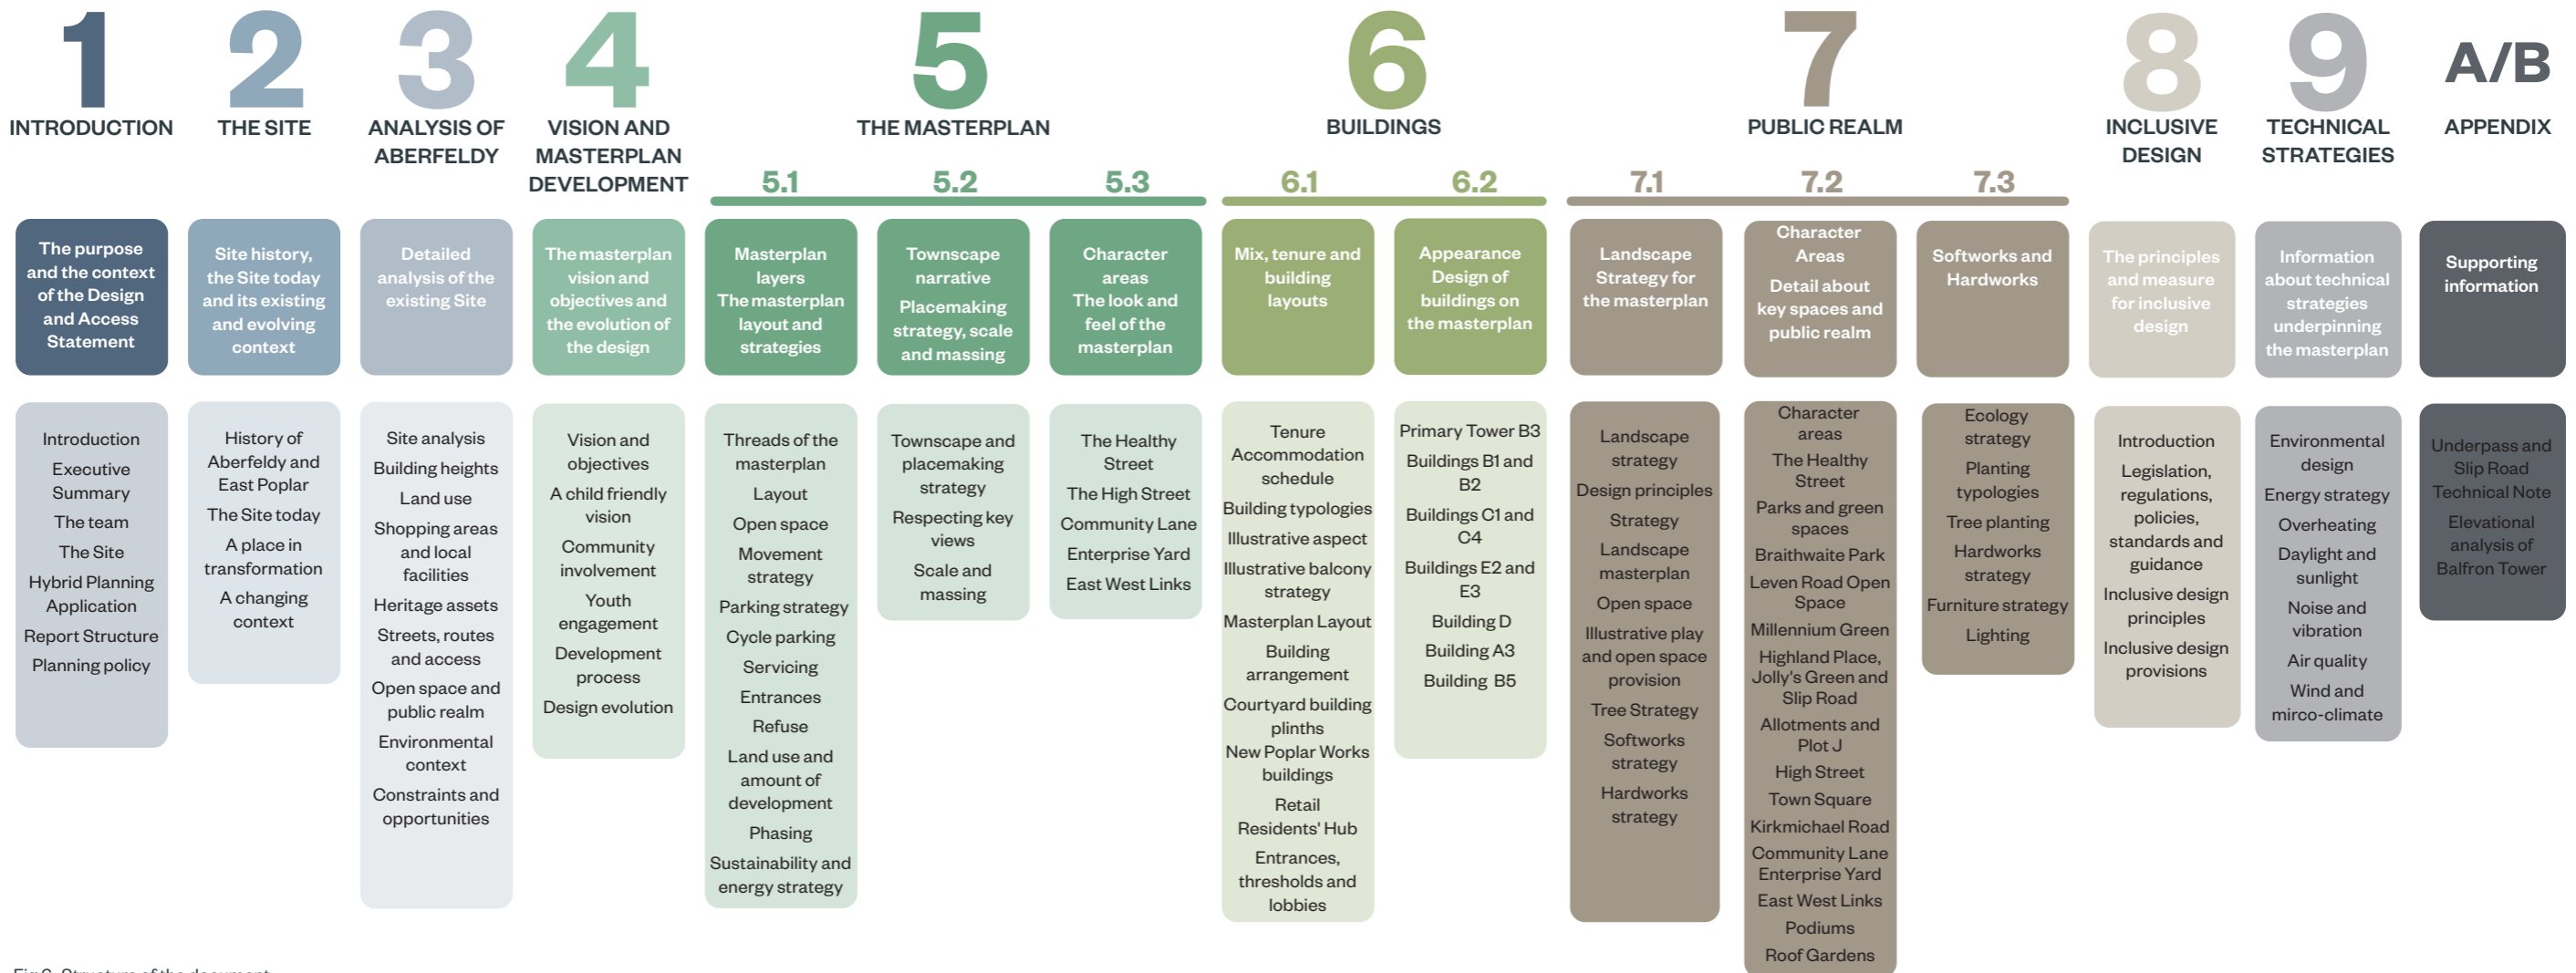 1
INTRODUCTION
The purpose
and the context
of the Design
and Access
Statement
Introduction
Executive
Summary
The team
The Site
Hybrid Planning
Application
Report Structure
Planning policy
2
THE SITE
Site history,
the Site today
and its existing
and evolving
context
History of
Aberfeldy and
East Poplar
The Site today
A place in
transformation
A changing
context
3
ANALYSIS OF
ABERFELDY
Detailed
analysis of the
existing Site
Site analysis
Building heights
Land use
Shopping areas
and local
facilities
Heritage assets
Streets, routes
and access
Open space and
public realm
Environmental
context
Constraints and
opportunities
4
VISION AND
MASTERPLAN
DEVELOPMENT
The masterplan
vision and
objectives and
the evolution of
the design
Vision and
objectives
A child friendly
vision
Community
involvement
Youth
engagement
Development
process
Design evolution
5
THE MASTERPLAN
5.1
Masterplan
layers
The masterplan
layout and
strategies
Threads of the
masterplan
Layout
Open space
Movement
strategy
Parking strategy
Cycle parking
Servicing
Entrances
Refuse
Land use and
amount of
development
Phasing
Sustainability and
energy strategy
5.2
Townscape
narrative
Placemaking
strategy, scale
and massing
Townscape and
placemaking
strategy
Respecting key
views
Scale and
massing
5.3
Character
areas
The look and
feel of the
masterplan
The Healthy
Street
The High Street
Community Lane
Enterprise Yard
East West Links
6
BUILDINGS
6.1
Mix, tenure and
building
layouts
Tenure
Accommodation
schedule
Building typologies
Illustrative aspect
Illustrative balcony
strategy
Masterplan Layout
Building
arrangement
Courtyard building
plinths
New Poplar Works
buildings
Retail
Residents' Hub
Entrances,
thresholds and
lobbies
6.2
Appearance
Design of
buildings on
the masterplan
Primary Tower B3
Buildings B1 and
B2
Buildings C1 and
C4
Buildings E2 and
E3
Building D
Building A3
Building B5
7
PUBLIC REALM
7.1
Landscape
Strategy for
the masterplan
Landscape
strategy
Design principles
Strategy
Landscape
masterplan
Open space
Illustrative play
and open space
provision
Tree Strategy
Softworks
strategy
Hardworks
strategy
7.2
Character
Areas
Detail about
key spaces and
public realm
Character
areas
The Healthy
Street
Parks and green
spaces
Braithwaite Park
Leven Road Open
Space
Millennium Green
Highland Place,
Jolly's Green and
Slip Road
Allotments and
Plot J
High Street
Town Square
Kirkmichael Road
Community Lane
Enterprise Yard
East West Links
Podiums
Roof Gardens
7.3
Softworks and
Hardworks
Ecology
strategy
Planting
typologies
Tree planting
Hardworks
strategy
Furniture strategy
Lighting
8
INCLUSIVE
DESIGN
The principles
and measure
for inclusive
design
Introduction
Legislation,
regulations,
policies,
standards and
guidance
Inclusive design
principles
Inclusive design
provisions
9
TECHNICAL
STRATEGIES
Information
about technical
strategies
underpinning
the masterplan
Environmental
design
Energy strategy
Overheating
Daylight and
sunlight
Noise and
vibration
Air quality
Wind and
mirco-climate
A/B
APPENDIX
Supporting
information
Underpass and
Slip Road
Technical Note
Elevational
analysis of
Balfron Tower
Fig 6. Structure of the document